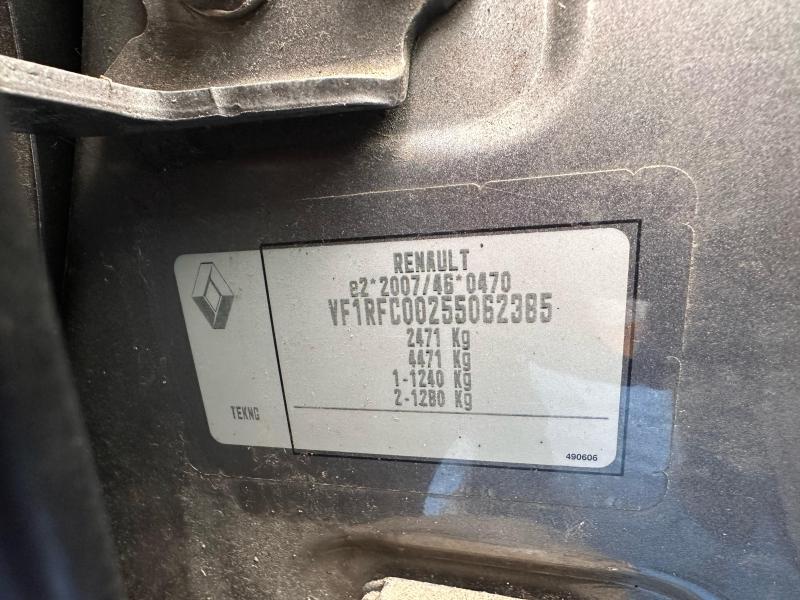 RENAULT
e2*2007/46*0470
VF1RFC00255062385
2471 Kg
4471 Kg
1-1240 Kg
2-1280 Kg
TEKNG
490606